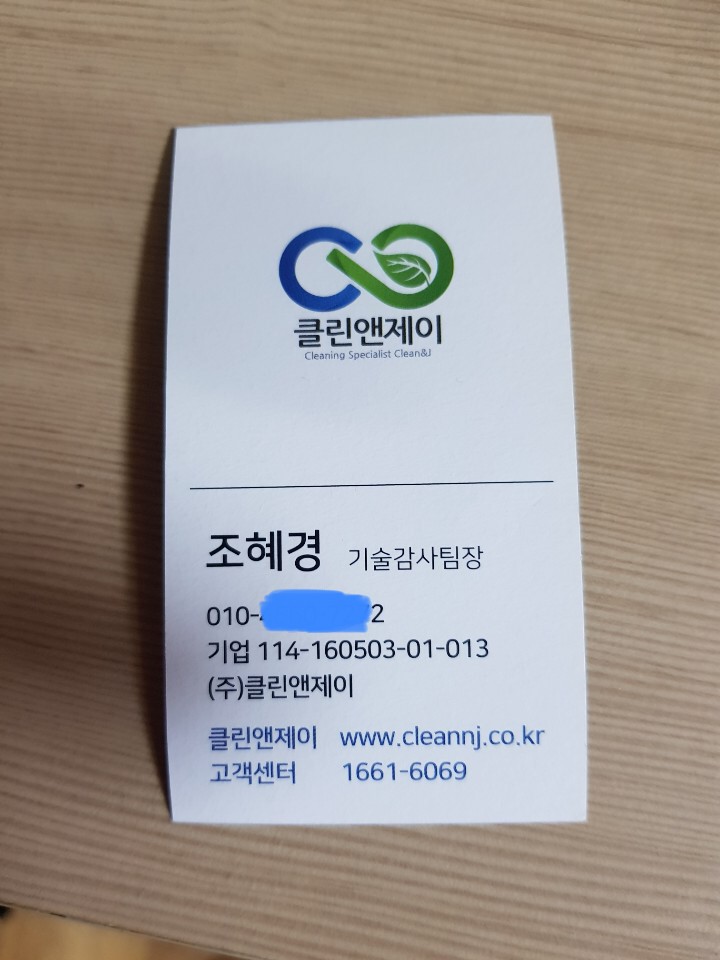 클린앤제이
Cleaning Specialist Clean&J
조혜경 기술감사팀장
010- 2
기업 114-160503-01-013
(주)클린앤제이
클린앤제이 www.cleannj.co.kr
고객센터 1661-6069